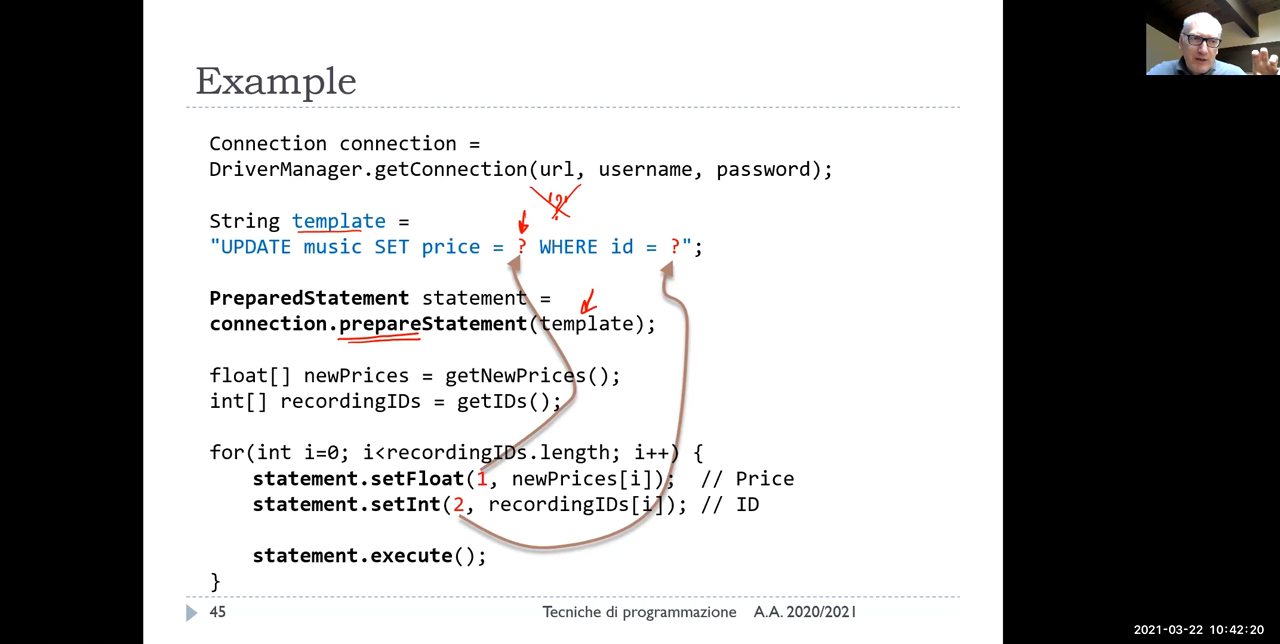 Example
Connection connection =
DriverManager.getConnection(url, username, password);
'?'
String template =
"UPDATE music SET price = ? WHERE id = ?";
PreparedStatement statement =
connection.prepareStatement(template);
float[] newPrices = getNewPrices();
int[] recordingIDs = getIDs();
for(int i=0; i<recordingIDs.length; i++) {
statement.setFloat(1, newPrices[i]); // Price
statement.setInt(2, recordingIDs[i]); // ID
statement.execute();
}
45 Tecniche di programmazione A.A. 2020/2021
2021-03-22 10:42:20